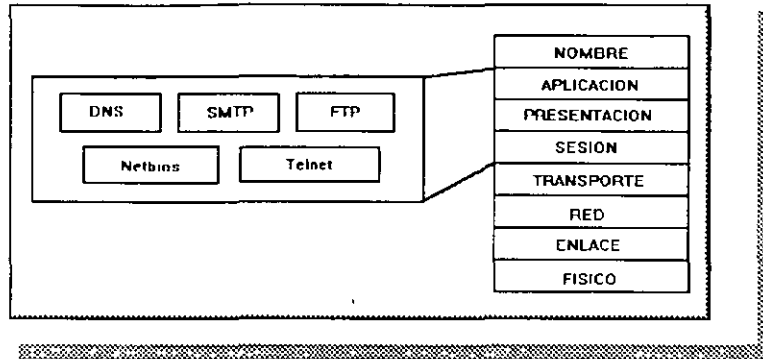 DNS SMTP FTP
Netbios Telnet
NOMBRE
APLICACION
PRESENTACION
SESION
TRANSPORTE
RED
ENLACE
FISICO